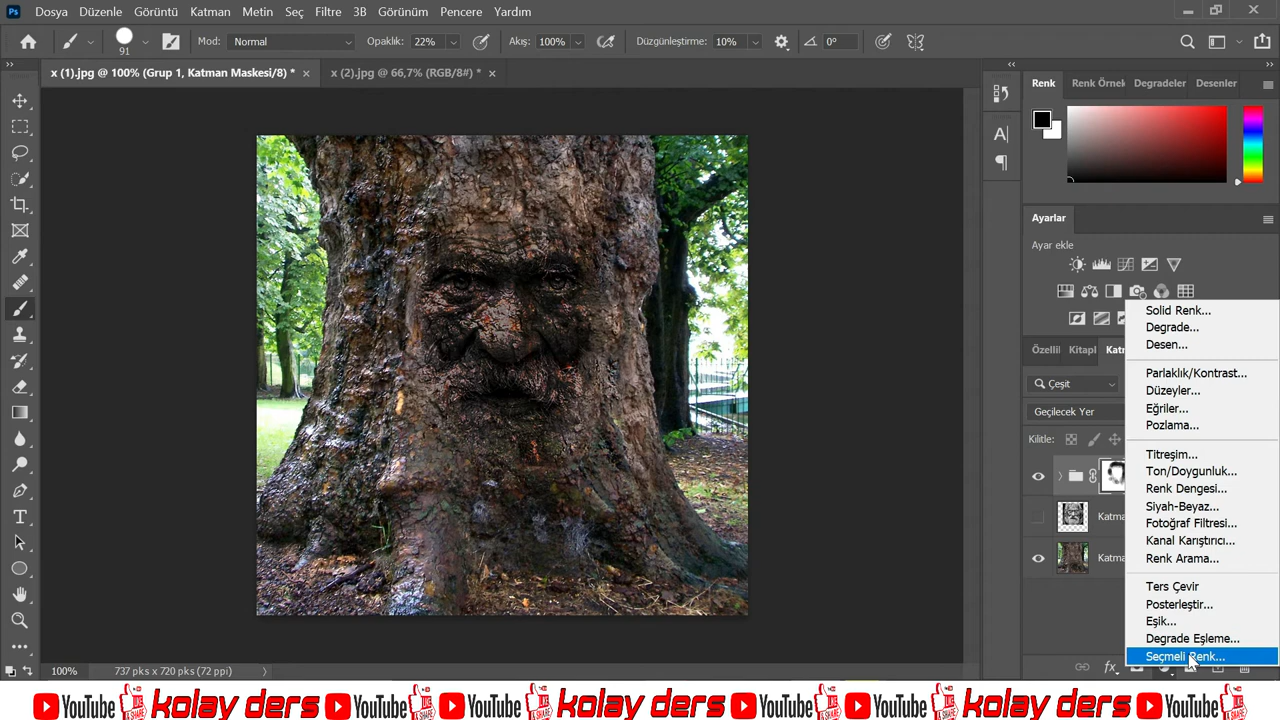 Ps Dosya Düzenle Görüntü Katman Metin Seç Filtre 3B Görünüm Pencere Yardım
91 Mod: Normal Opaklık: 22% Akış: 100% Düzgünleştirme: 10% 0°
x (1).jpg @ 100% (Grup 1, Katman Maskesi/8) * x (2).jpg @ 66,7% (RGB/8#) *
Renk Renk Örnek Degradeler Desenler
Ayarlar
Ayar ekle
Özelli Kitapl Katm
Çeşit
Geçilecek Yer
Kilitle:
Katma
Katma
Solid Renk...
Degrade...
Desen...
Parlaklık/Kontrast...
Düzeyler...
Eğriler...
Pozlama...
Titreşim...
Ton/Doygunluk...
Renk Dengesi...
Siyah-Beyaz...
Fotoğraf Filtresi...
Kanal Karıştırıcı...
Renk Arama...
Ters Çevir
Posterleştir...
Eşik...
Degrade Eşleme...
Seçmeli Renk...
100% 737 pks x 720 pks (72 ppi)
YouTube kolay ders YouTube YouTube kolay ders YouTube YouTube kolay ders YouTube